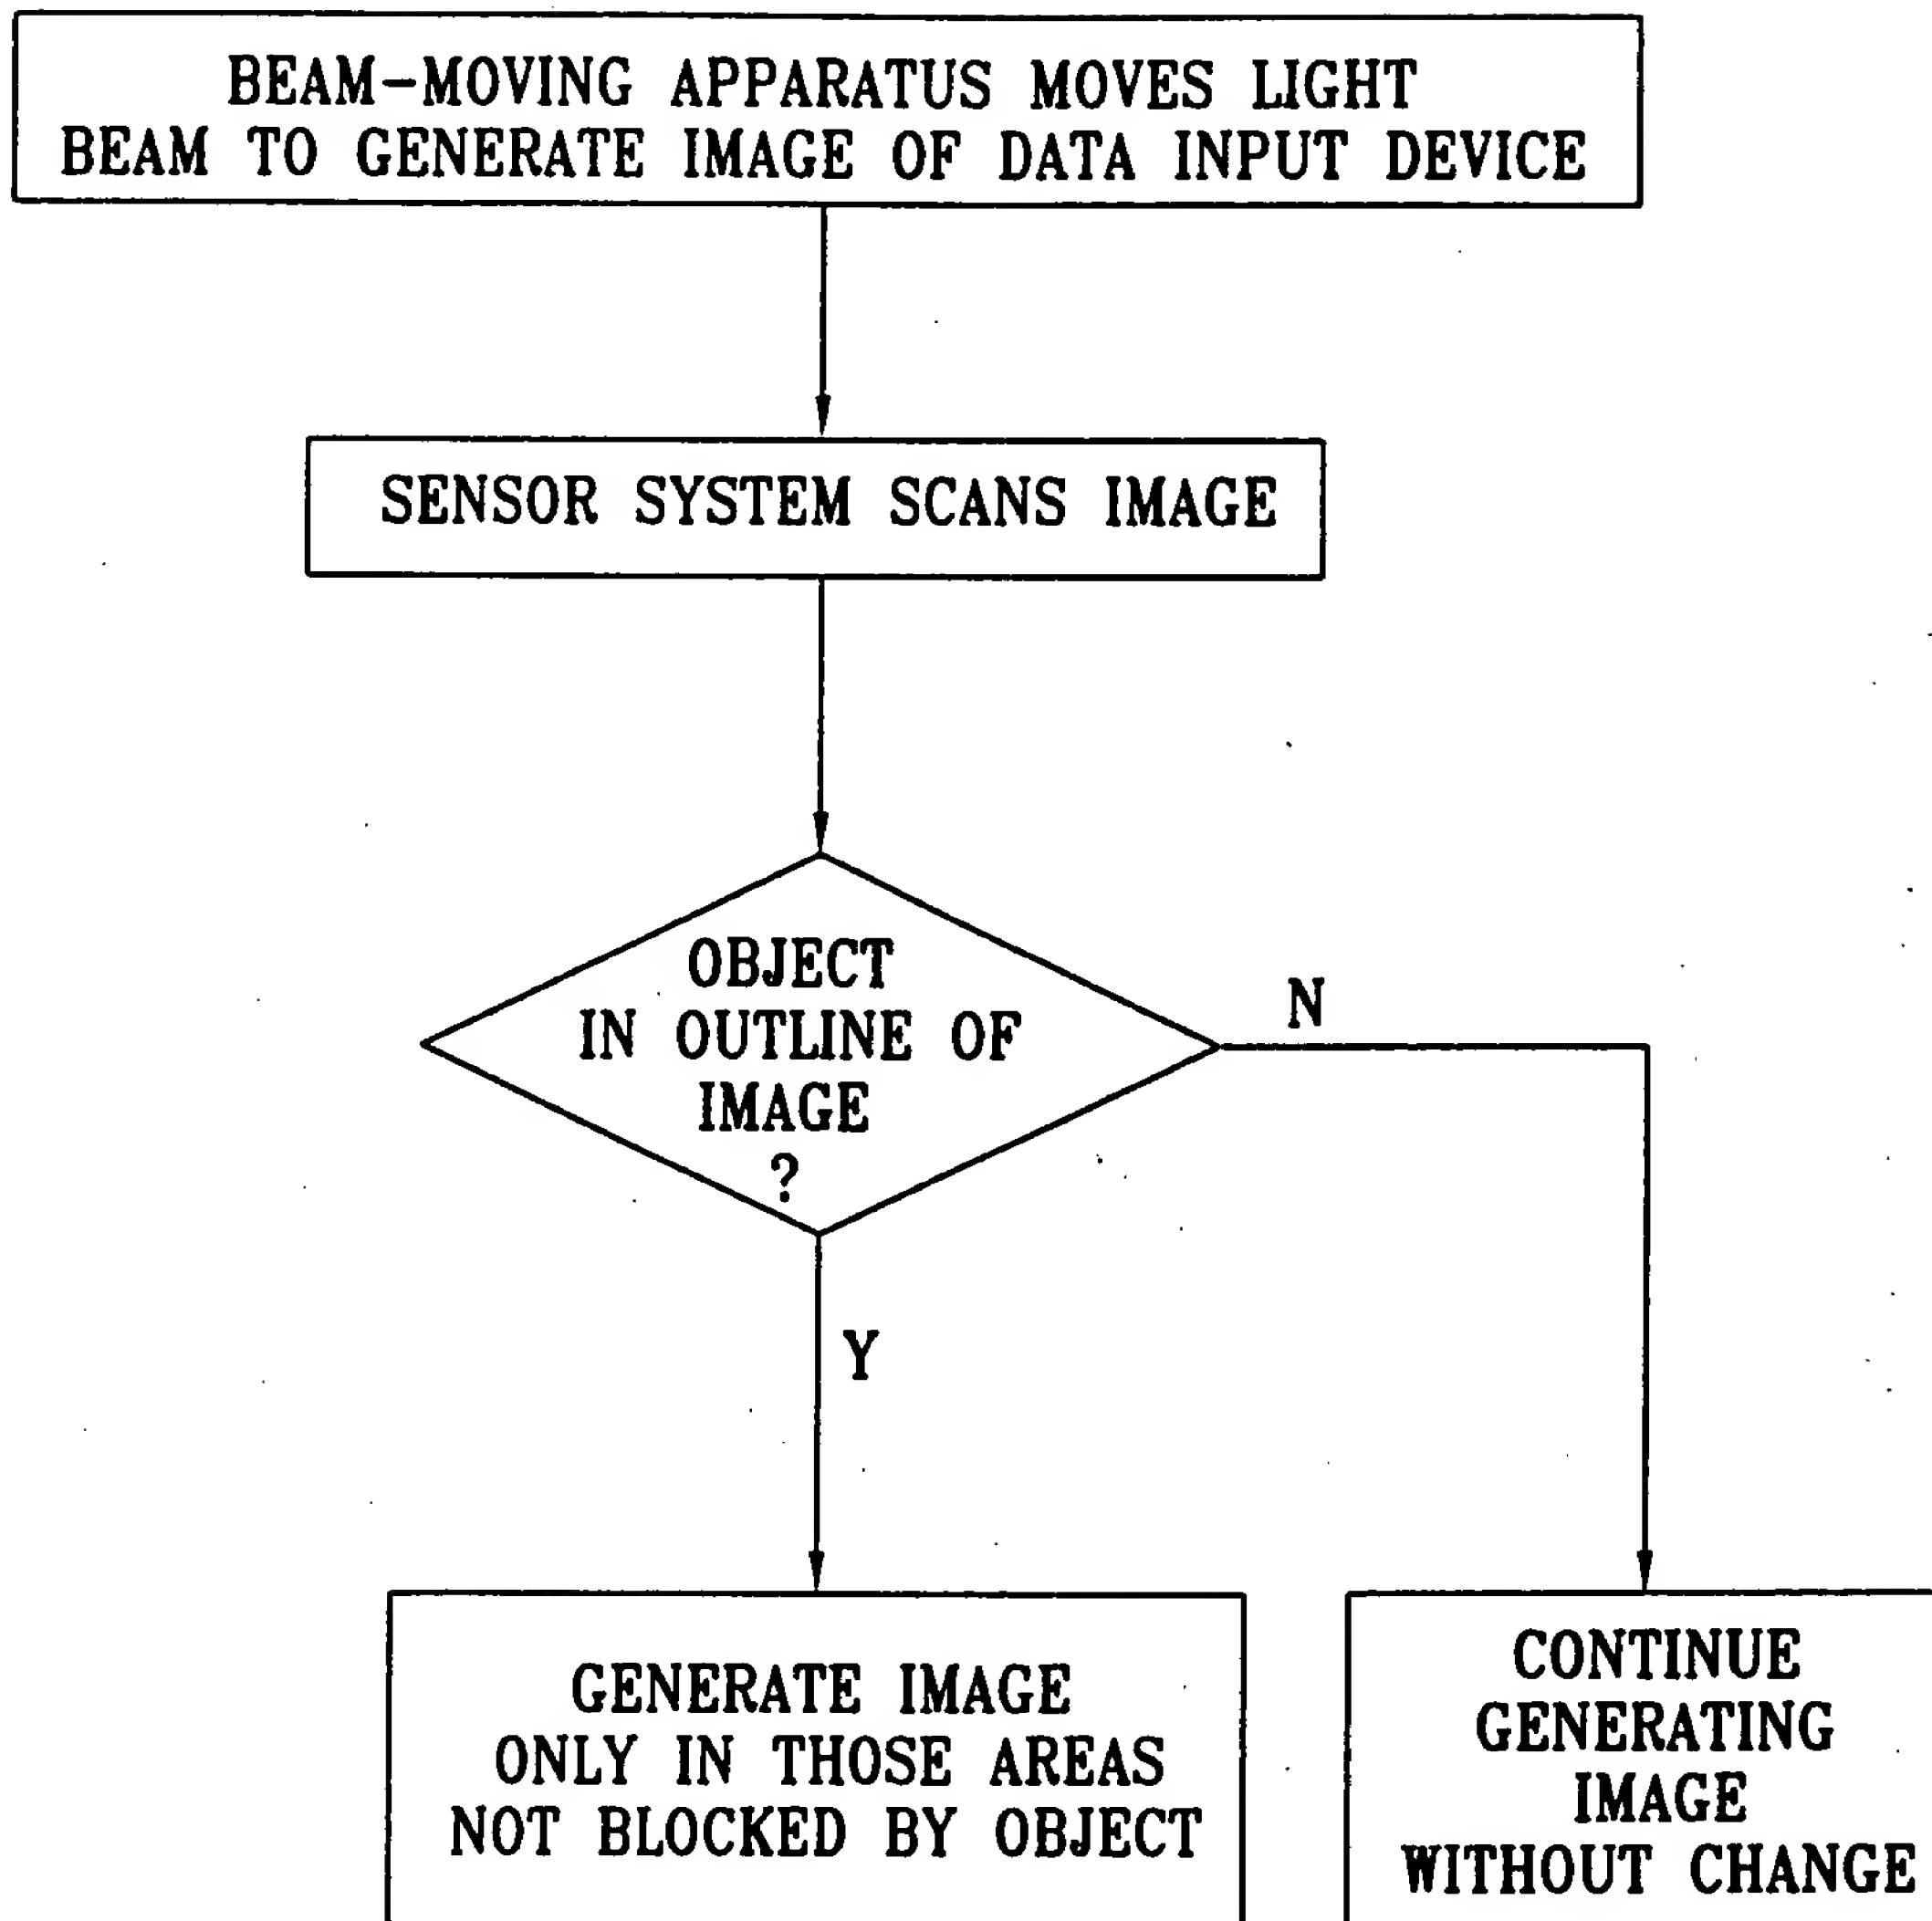 BEAM-MOVING APPARATUS MOVES LIGHT
BEAM TO GENERATE IMAGE OF DATA INPUT DEVICE
SENSOR SYSTEM SCANS IMAGE
OBJECT
IN OUTLINE OF
IMAGE
?
N
Y
GENERATE IMAGE
ONLY IN THOSE AREAS
NOT BLOCKED BY OBJECT
CONTINUE
GENERATING
IMAGE
WITHOUT CHANGE